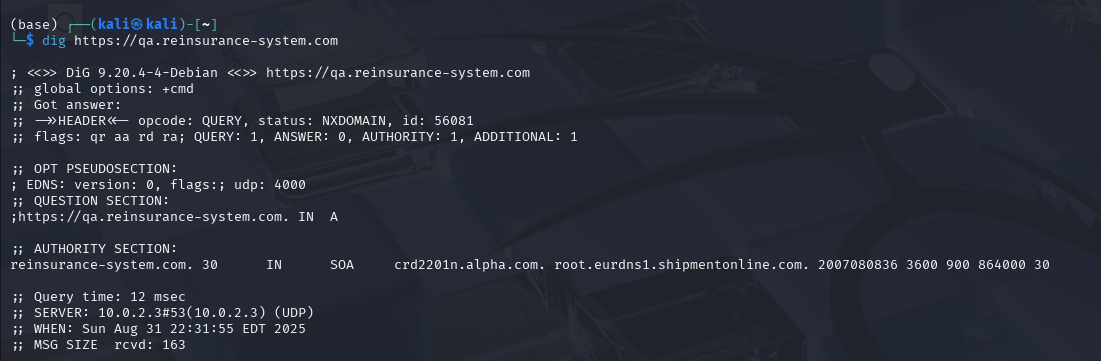 (base) ┌──(kali㉿kali)-[~]
└─$ dig https://qa.reinsurance-system.com
; <<>> DiG 9.20.4-4-Debian <<>> https://qa.reinsurance-system.com
;; global options: +cmd
;; Got answer:
;; ->>HEADER<<- opcode: QUERY, status: NXDOMAIN, id: 56081
;; flags: qr aa rd ra; QUERY: 1, ANSWER: 0, AUTHORITY: 1, ADDITIONAL: 1
;; OPT PSEUDOSECTION:
; EDNS: version: 0, flags:; udp: 4000
;; QUESTION SECTION:
;https://qa.reinsurance-system.com. IN A
;; AUTHORITY SECTION:
reinsurance-system.com. 30 IN SOA crd2201n.alpha.com. root.eurdns1.shipmentonline.com. 2007080836 3600 900 864000 30
;; Query time: 12 msec
;; SERVER: 10.0.2.3#53(10.0.2.3) (UDP)
;; WHEN: Sun Aug 31 22:31:55 EDT 2025
;; MSG SIZE rcvd: 163